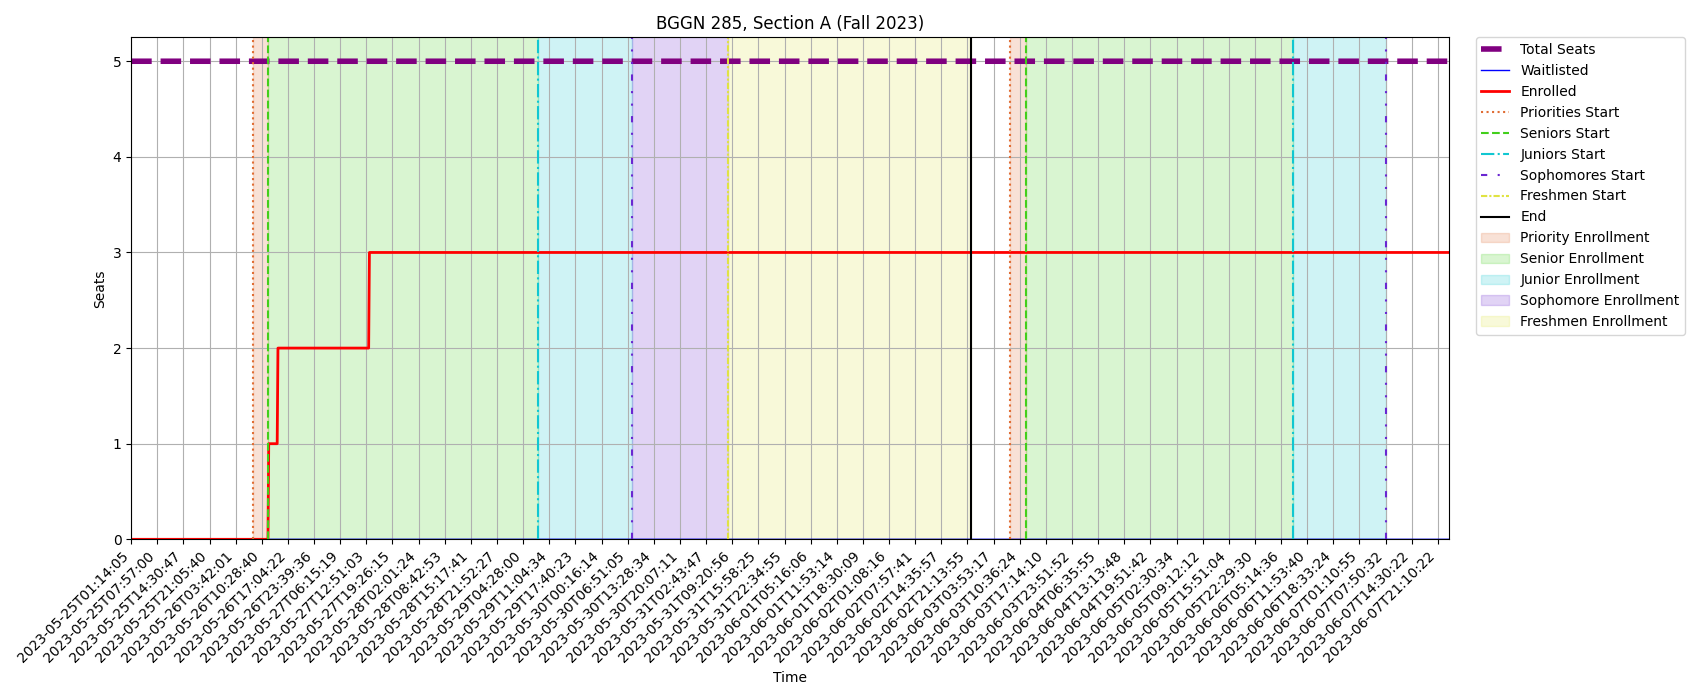 BGGN 285, Section A (Fall 2023)
Seats
5
4
3
2
1
0
2023-05-25T01:14:05
2023-05-25T07:57:00
2023-05-25T14:30:47
2023-05-25T21:05:40
2023-05-26T03:42:01
2023-05-26T10:28:40
2023-05-26T17:04:22
2023-05-26T23:39:36
2023-05-27T06:15:19
2023-05-27T12:51:03
2023-05-27T19:26:15
2023-05-28T02:01:24
2023-05-28T08:42:53
2023-05-28T15:17:41
2023-05-28T21:52:27
2023-05-29T04:28:00
2023-05-29T11:04:34
2023-05-29T17:40:23
2023-05-30T00:16:14
2023-05-30T06:51:05
2023-05-30T13:28:34
2023-05-30T20:07:11
2023-05-31T02:43:47
2023-05-31T09:20:56
2023-05-31T15:58:25
2023-05-31T22:34:55
2023-06-01T05:16:06
2023-06-01T11:53:14
2023-06-01T18:30:09
2023-06-02T01:08:16
2023-06-02T07:57:41
2023-06-02T14:35:57
2023-06-02T21:13:55
2023-06-03T03:53:17
2023-06-03T10:36:24
2023-06-03T17:14:10
2023-06-03T23:51:52
2023-06-04T06:35:55
2023-06-04T13:13:48
2023-06-04T19:51:42
2023-06-05T02:30:34
2023-06-05T09:12:12
2023-06-05T15:51:04
2023-06-05T22:29:30
2023-06-06T05:14:36
2023-06-06T11:53:40
2023-06-06T18:33:24
2023-06-07T01:10:55
2023-06-07T07:50:32
2023-06-07T14:30:22
2023-06-07T21:10:22
Time
Total Seats
Waitlisted
Enrolled
Priorities Start
Seniors Start
Juniors Start
Sophomores Start
Freshmen Start
End
Priority Enrollment
Senior Enrollment
Junior Enrollment
Sophomore Enrollment
Freshmen Enrollment